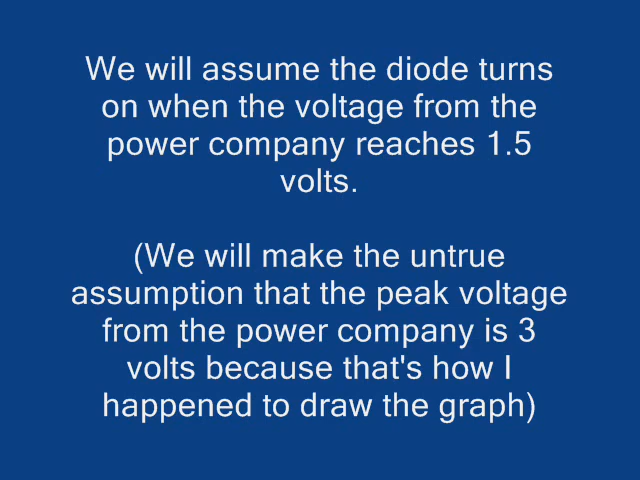 We will assume the diode turns
on when the voltage from the
power company reaches 1.5
volts.
(We will make the untrue
assumption that the peak voltage
from the power company is 3
volts because that's how I
happened to draw the graph)